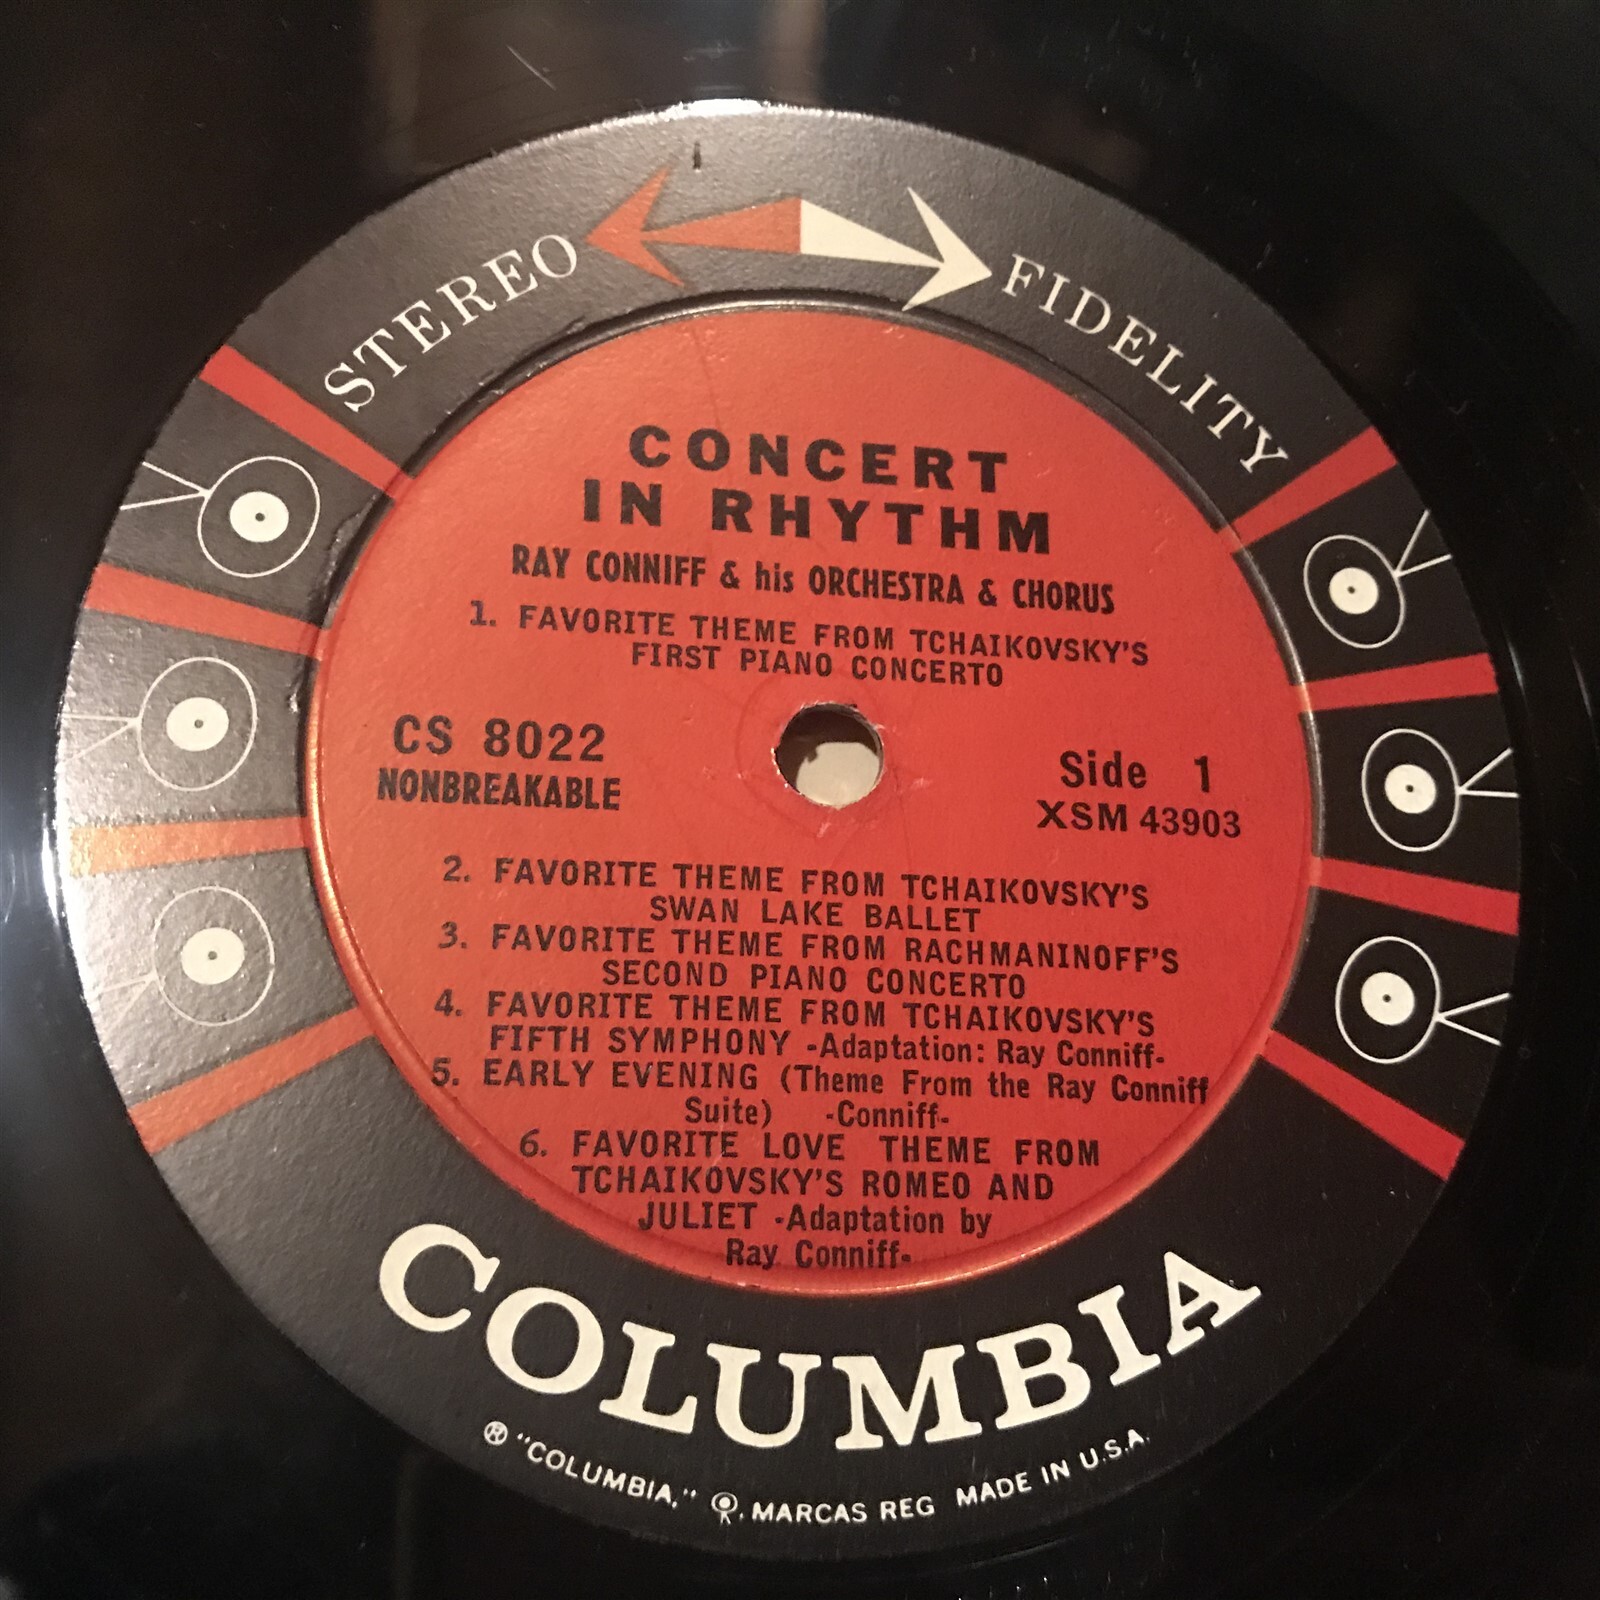 STEREO FIDELITY
CONCERT
IN RHYTHM
RAY CONNIFF & his ORCHESTRA & CHORUS
1. FAVORITE THEME FROM TCHAIKOVSKY'S
FIRST PIANO CONCERTO
CS 8022
NONBREAKABLE
Side 1
XSM 43903
2. FAVORITE THEME FROM TCHAIKOVSKY'S
SWAN LAKE BALLET
3. FAVORITE THEME FROM RACHMANINOFF'S
SECOND PIANO CONCERTO
4. FAVORITE THEME FROM TCHAIKOVSKY'S
FIFTH SYMPHONY -Adaptation: Ray Conniff-
5. EARLY EVENING (Theme From the Ray Conniff
Suite) -Conniff-
6. FAVORITE LOVE THEME FROM
TCHAIKOVSKY'S ROMEO AND
JULIET -Adaptation by
Ray Conniff-
COLUMBIA
® "COLUMBIA," , MARCAS REG MADE IN U.S.A.